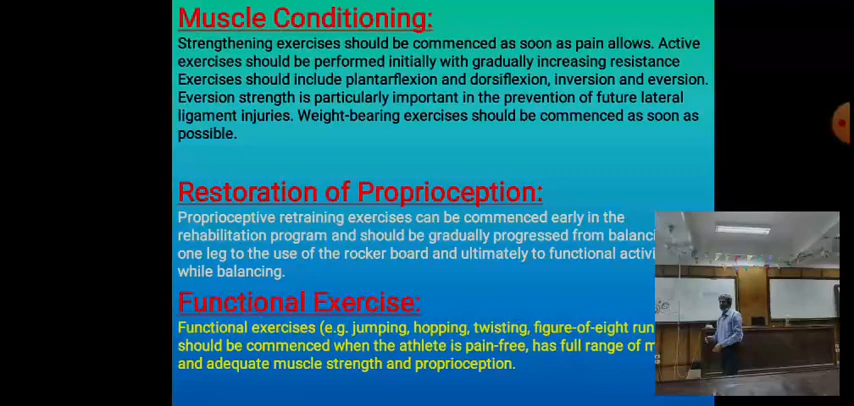 Muscle Conditioning:
Strengthening exercises should be commenced as soon as pain allows. Active
exercises should be performed initially with gradually increasing resistance
Exercises should include plantarflexion and dorsiflexion, inversion and eversion.
Eversion strength is particularly important in the prevention of future lateral
ligament injuries. Weight-bearing exercises should be commenced as soon as
possible.
Restoration of Proprioception:
Proprioceptive retraining exercises can be commenced early in the
rehabilitation program and should be gradually progressed from
one leg to the use of the rocker board and ultimately to functional
while balancing.
Functional Exercise:
Functional exercises (e.g. jumping, hopping, twisting, figure-of-eight
should be commenced when the athlete is pain-free, has full range of
and adequate muscle strength and proprioception.